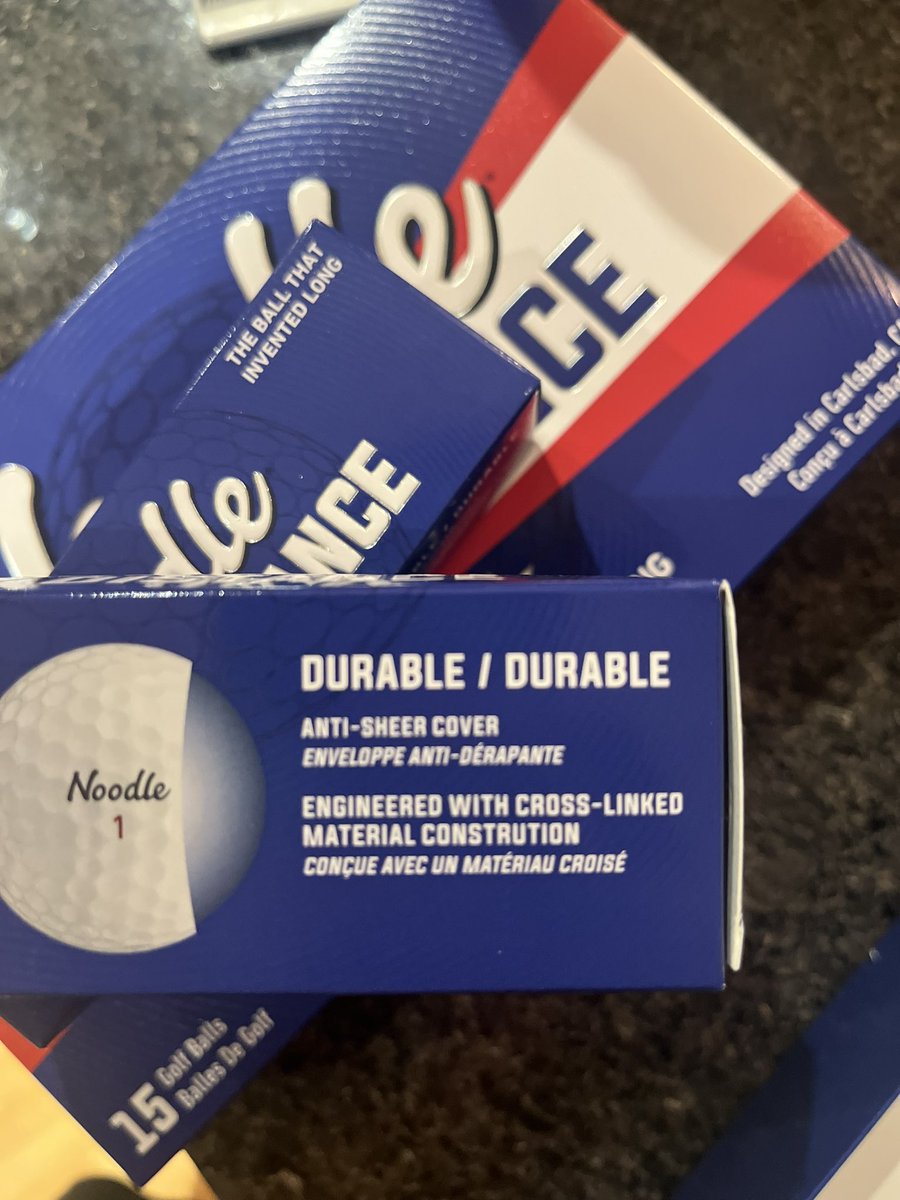 THE BALL THAT
INVENTED LONG
Designed in Carlsbad,
Conçu à Carlsbad
DURABLE / DURABLE
ANTI-SHEER COVER
ENVELOPPE ANTI-DÉRAPANTE
ENGINEERED WITH CROSS-LINKED
MATERIAL CONSTRUTION
CONÇUE AVEC UN MATÉRIAU CROISÉ
Noodle
1
15 Golf Balls
Balles De Golf